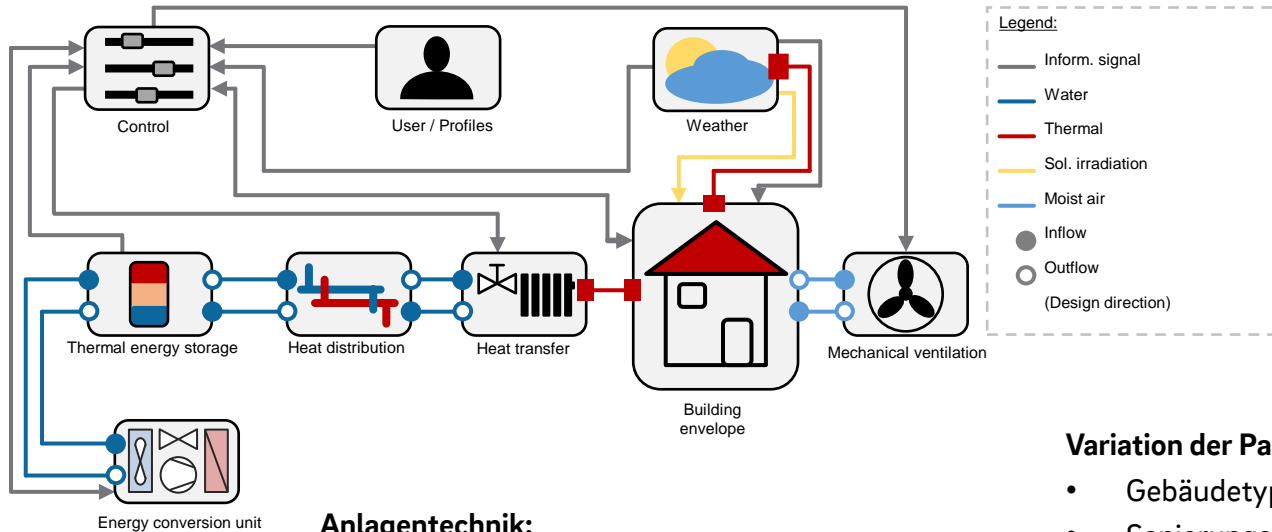 Control
User / Profiles
Weather
Legend:
Inform. signal
Water
Thermal
Sol. irradiation
Moist air
Inflow
Outflow
(Design direction)
Thermal energy storage
Heat distribution
Heat transfer
Building
envelope
Mechanical ventilation
Energy conversion unit
Anlagentechnik:
Variation der Pa
• Gebäudetyp